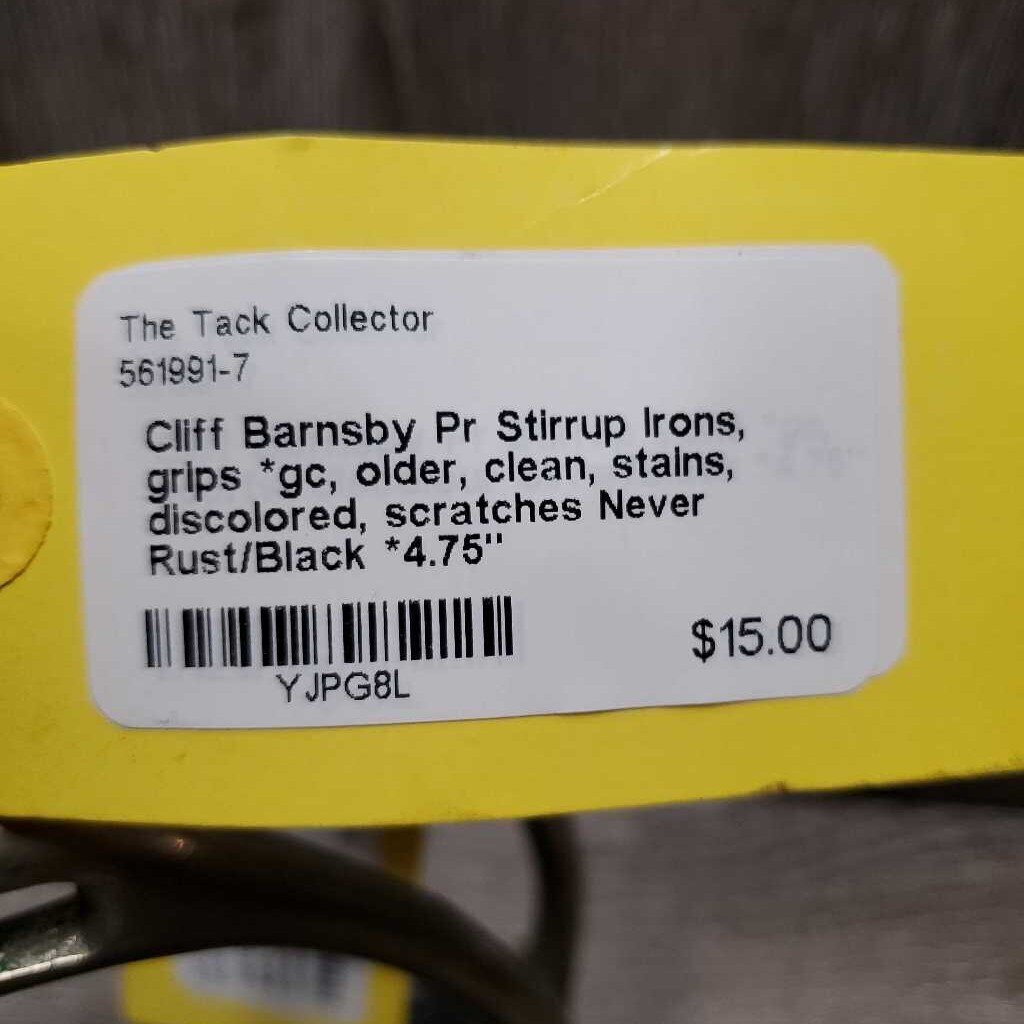 The Tack Collector
561991-7
Cliff Barnsby Pr Stirrup Irons,
grips *gc, older, clean, stains,
discolored, scratches Never
Rust/Black *4.75"
YJPG8L
$15.00